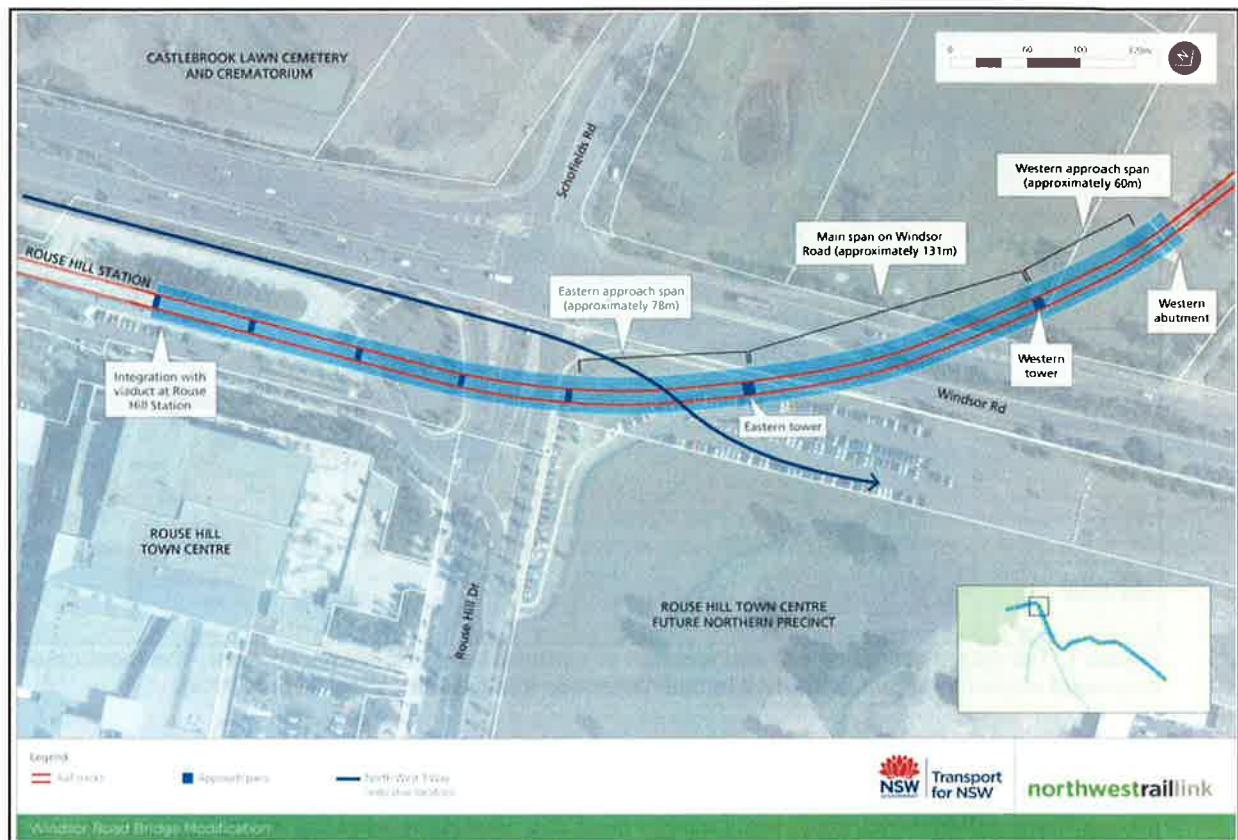 CASTLEBROOK LAWN CEMETERY
AND CREMATORIUM
0 60 100
Schofields Rd
Western approach span
(approximately 60m)
Main span on Windsor
Road (approximately 131m)
ROUSE HILL STATION
Eastern approach span
(approximately 78m)
Western
abutment
Western
tower
Integration with
viaduct at Rouse
Hill Station
Windsor Rd
Eastern tower
ROUSE HILL
TOWN CENTRE
Rouse Hill Dr
ROUSE HILL TOWN CENTRE
FUTURE NORTHERN PRECINCT
Legend
Rail tracks
Approach piers
North West T-Way
(indicative location)
NSW
GOVERNMENT
Transport
for NSW
northwestraillink
Windsor Road Bridge Modification